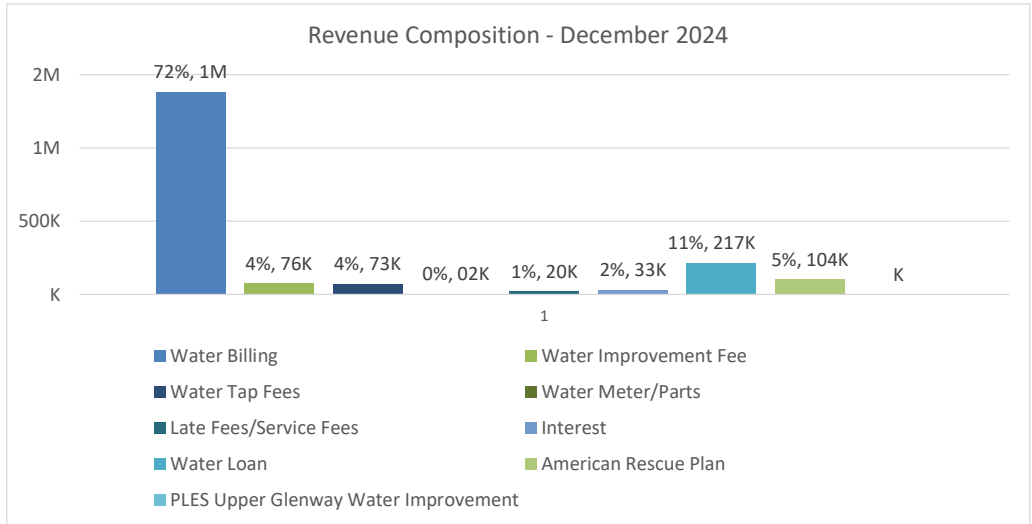 Revenue Composition - December 2024
2M
1M
500K
K
72%, 1M
4%, 76K
4%, 73K
0%, 02K
1%, 20K
2%, 33K
11%, 217K
5%, 104K
K
1
Water Billing
Water Improvement Fee
Water Tap Fees
Water Meter/Parts
Late Fees/Service Fees
Interest
Water Loan
American Rescue Plan
PLES Upper Glenway Water Improvement